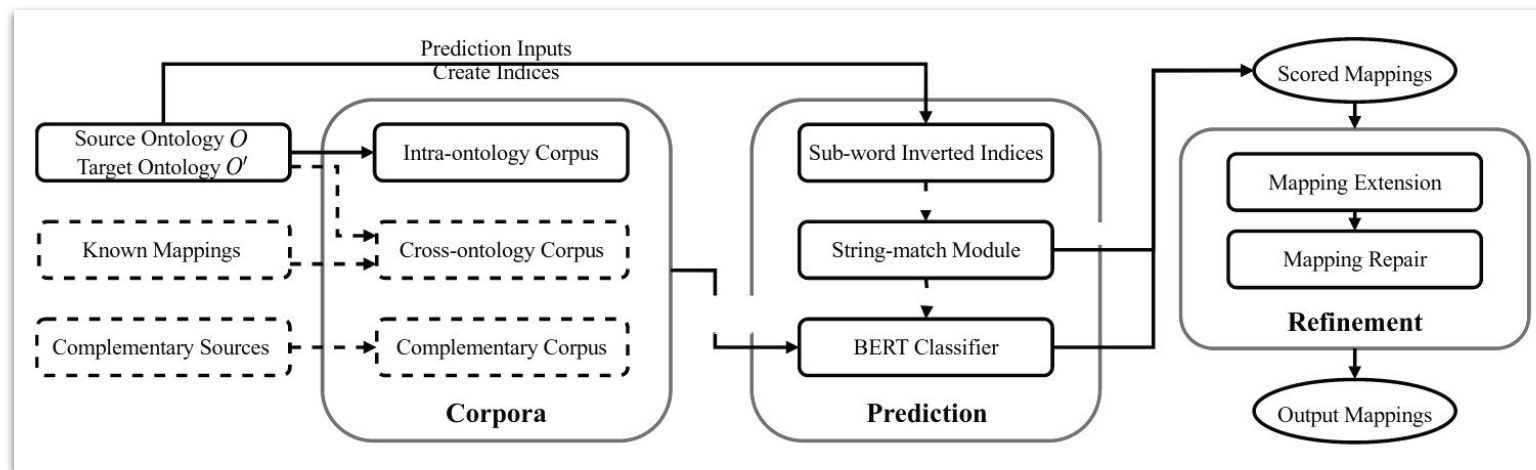 Prediction Inputs
Create Indices
Source Ontology O
Target Ontology O′
Known Mappings
Complementary Sources
Intra-ontology Corpus
Cross-ontology Corpus
Complementary Corpus
Corpora
Sub-word Inverted Indices
String-match Module
BERT Classifier
Prediction
Scored Mappings
Mapping Extension
Mapping Repair
Refinement
Output Mappings